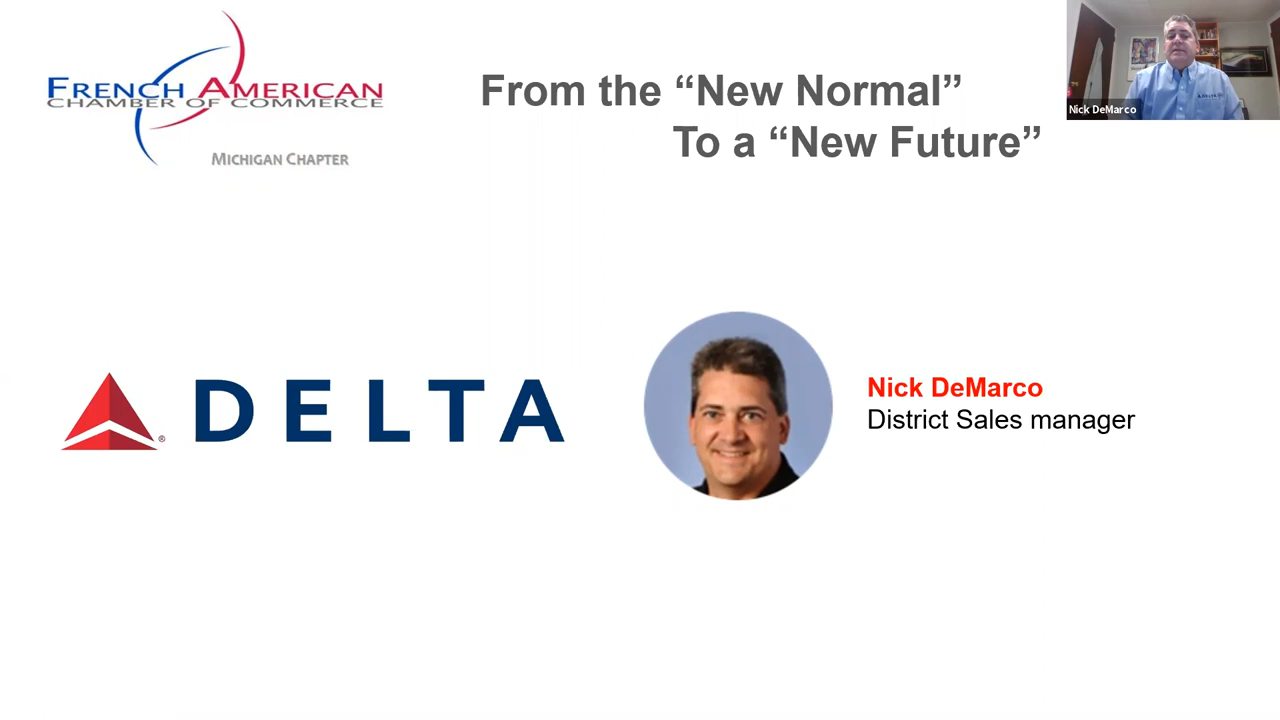 FRENCH AMERICAN
CHAMBER OF COMMERCE
MICHIGAN CHAPTER
From the “New Normal”
To a “New Future”
Nick DeMarco
DELTA
®
DELTA
Nick DeMarco
District Sales manager